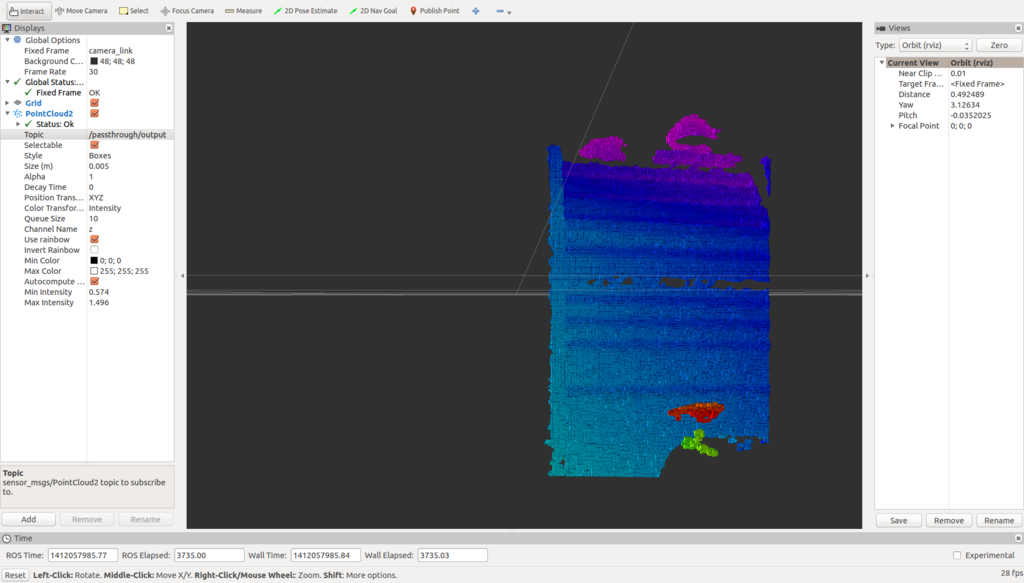 Interact Move Camera Select Focus Camera Measure 2D Pose Estimate 2D Nav Goal Publish Point
Displays
Global Options
Fixed Frame camera_link
Background C... 48; 48; 48
Frame Rate 30
Global Status:...
Fixed Frame OK
Grid
PointCloud2
Status: Ok
Topic /passthrough/output
Selectable
Style Boxes
Size (m) 0.005
Alpha 1
Decay Time 0
Position Trans... XYZ
Color Transfor... Intensity
Queue Size 10
Channel Name z
Use rainbow
Invert Rainbow
Min Color 0; 0; 0
Max Color 255; 255; 255
Autocompute ...
Min Intensity 0.574
Max Intensity 1.496
Topic
sensor_msgs/PointCloud2 topic to subscribe
to.
Add Remove Rename
Views
Type: Orbit (rviz) Zero
Current View Orbit (rviz)
Near Clip ... 0.01
Target Fra... <Fixed Frame>
Distance 0.492489
Yaw 3.12634
Pitch -0.0352025
Focal Point 0; 0; 0
Save Remove Rename
Time
ROS Time: 1412057985.77 ROS Elapsed: 3735.00 Wall Time: 1412057985.84 Wall Elapsed: 3735.03 Experimental
Reset Left-Click: Rotate. Middle-Click: Move X/Y. Right-Click/Mouse Wheel:: Zoom. Shift: More options. 28 fps